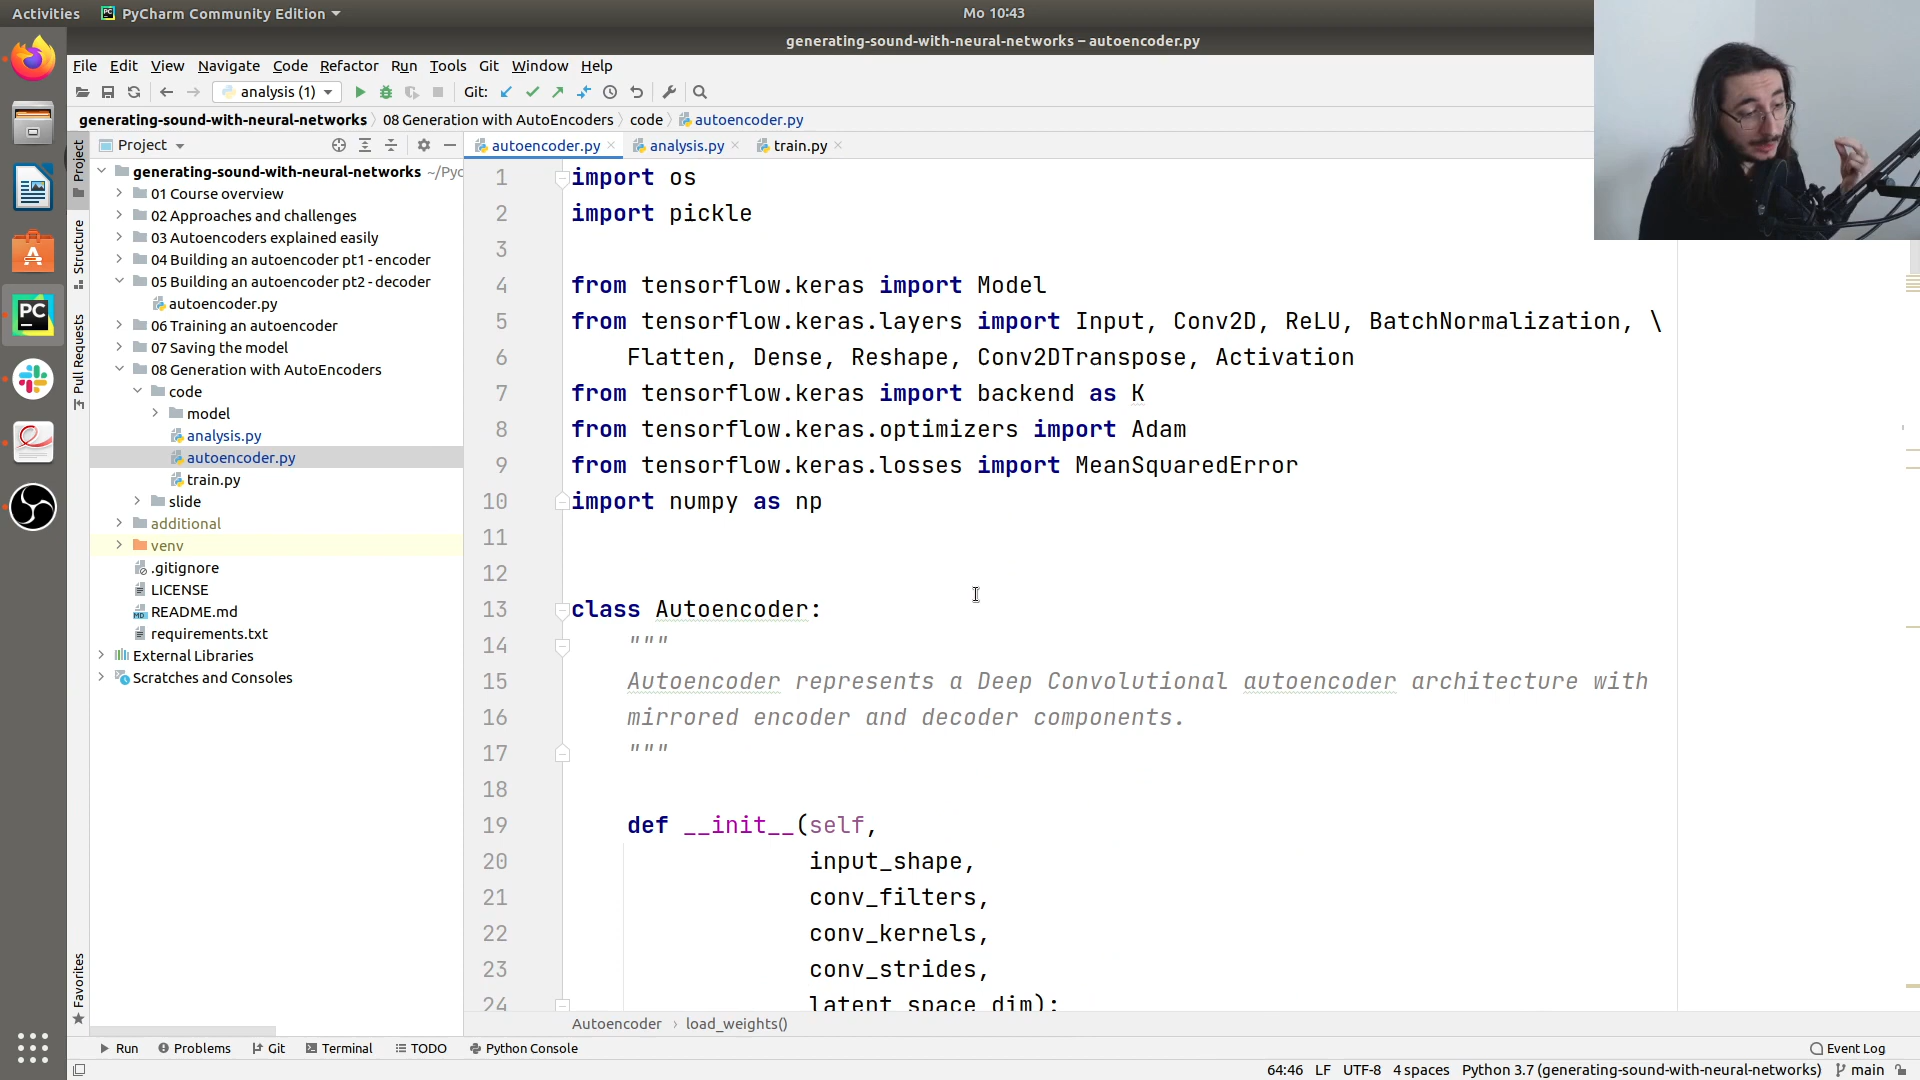 Activities PyCharm Community Edition Mo 10:43
generating-sound-with-neural-networks – autoencoder.py
File Edit View Navigate Code Refactor Run Tools Git Window Help
analysis (1) Git:
generating-sound-with-neural-networks 08 Generation with AutoEncoders code autoencoder.py
Project
autoencoder.py analysis.py train.py
generating-sound-with-neural-networks ~/Pyc
01 Course overview
02 Approaches and challenges
03 Autoencoders explained easily
04 Building an autoencoder pt1 - encoder
05 Building an autoencoder pt2 - decoder
autoencoder.py
06 Training an autoencoder
07 Saving the model
08 Generation with AutoEncoders
code
model
analysis.py
autoencoder.py
train.py
slide
additional
venv
.gitignore
LICENSE
README.md
requirements.txt
External Libraries
Scratches and Consoles
Project
Structure
Pull Requests
Favorites
PC
1 import os
2 import pickle
3
4 from tensorflow.keras import Model
5 from tensorflow.keras.layers import Input, Conv2D, ReLU, BatchNormalization, \
6 Flatten, Dense, Reshape, Conv2DTranspose, Activation
7 from tensorflow.keras import backend as K
8 from tensorflow.keras.optimizers import Adam
9 from tensorflow.keras.losses import MeanSquaredError
10 import numpy as np
11
12
13 class Autoencoder:
14 """
15 Autoencoder represents a Deep Convolutional autoencoder architecture with
16 mirrored encoder and decoder components.
17 """
18
19 def __init__(self,
20 input_shape,
21 conv_filters,
22 conv_kernels,
23 conv_strides,
24 latent_space_dim):
Autoencoder › load_weights()
Run Problems Git Terminal TODO Python Console Event Log
64:46 LF UTF-8 4 spaces Python 3.7 (generating-sound-with-neural-networks) main